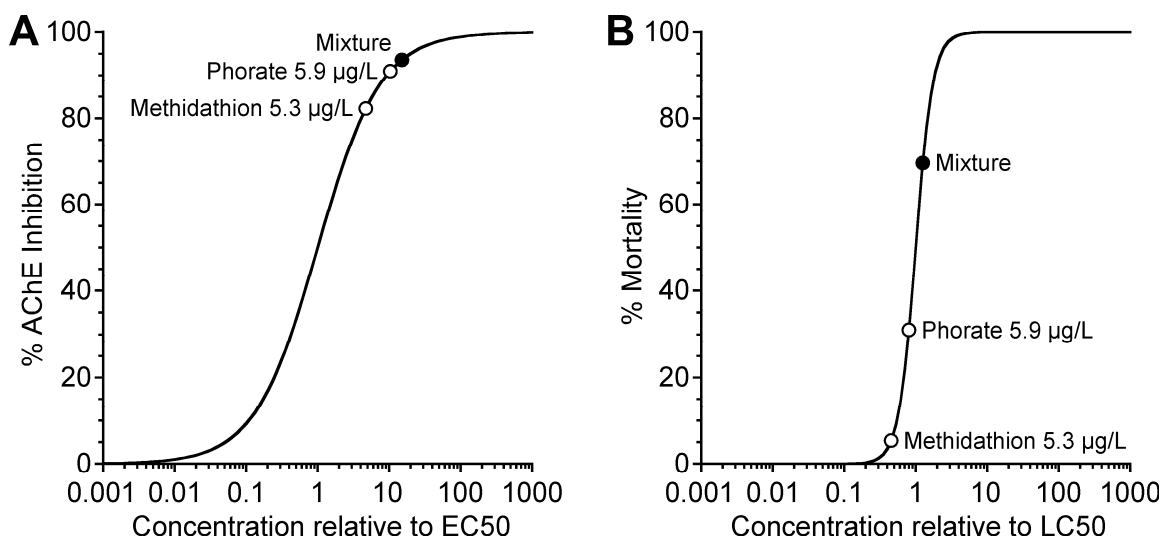 A
100
80
60
40
20
0
% AChE Inhibition
Mixture
Phorate 5.9 µg/L
Methidathion 5.3 µg/L
0.001 0.01 0.1 1 10 100 1000
Concentration relative to EC50
B
100
80
60
40
20
0
% Mortality
Mixture
Phorate 5.9 µg/L
Methidathion 5.3 µg/L
0.001 0.01 0.1 1 10 100 1000
Concentration relative to LC50